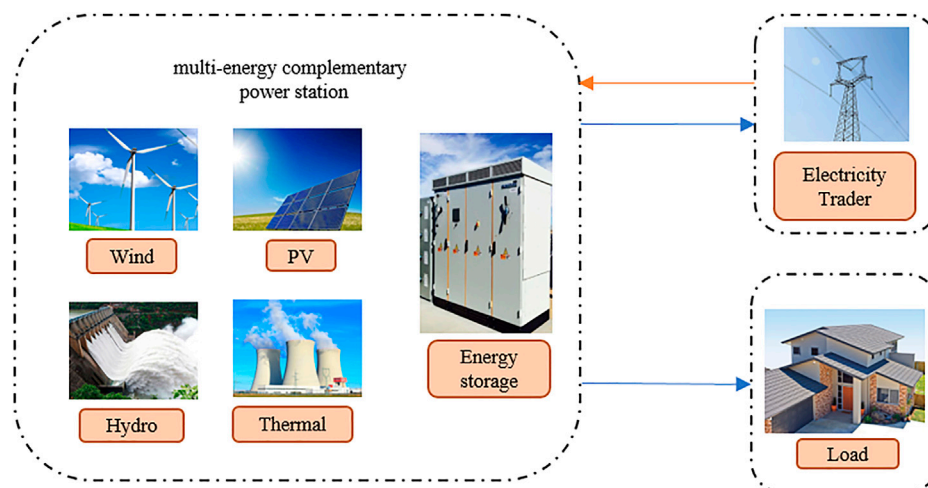 multi-energy complementary
power station
Wind
PV
Hydro
Thermal
Energy
storage
Electricity
Trader
Load